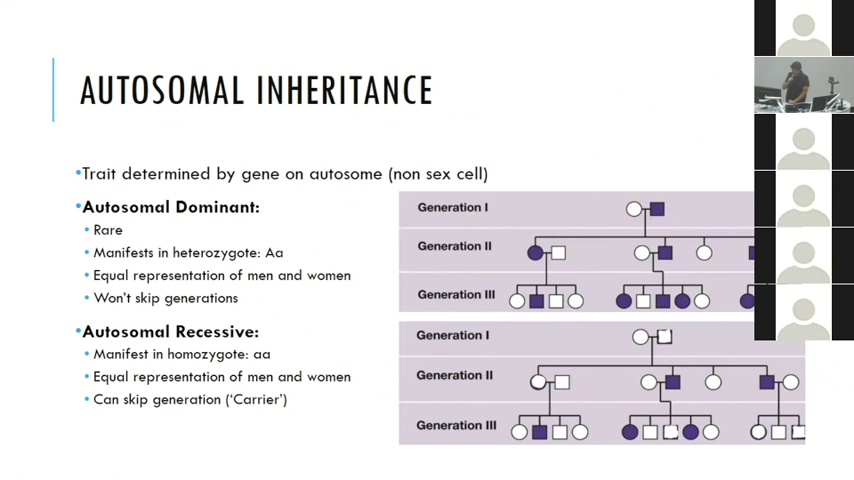 AUTOSOMAL INHERITANCE
•Trait determined by gene on autosome (non sex cell)
•Autosomal Dominant:
• Rare
• Manifests in heterozygote: Aa
• Equal representation of men and women
• Won't skip generations
•Autosomal Recessive:
• Manifest in homozygote: aa
• Equal representation of men and women
• Can skip generation ('Carrier')
Generation I
Generation II
Generation III
Generation I
Generation II
Generation III